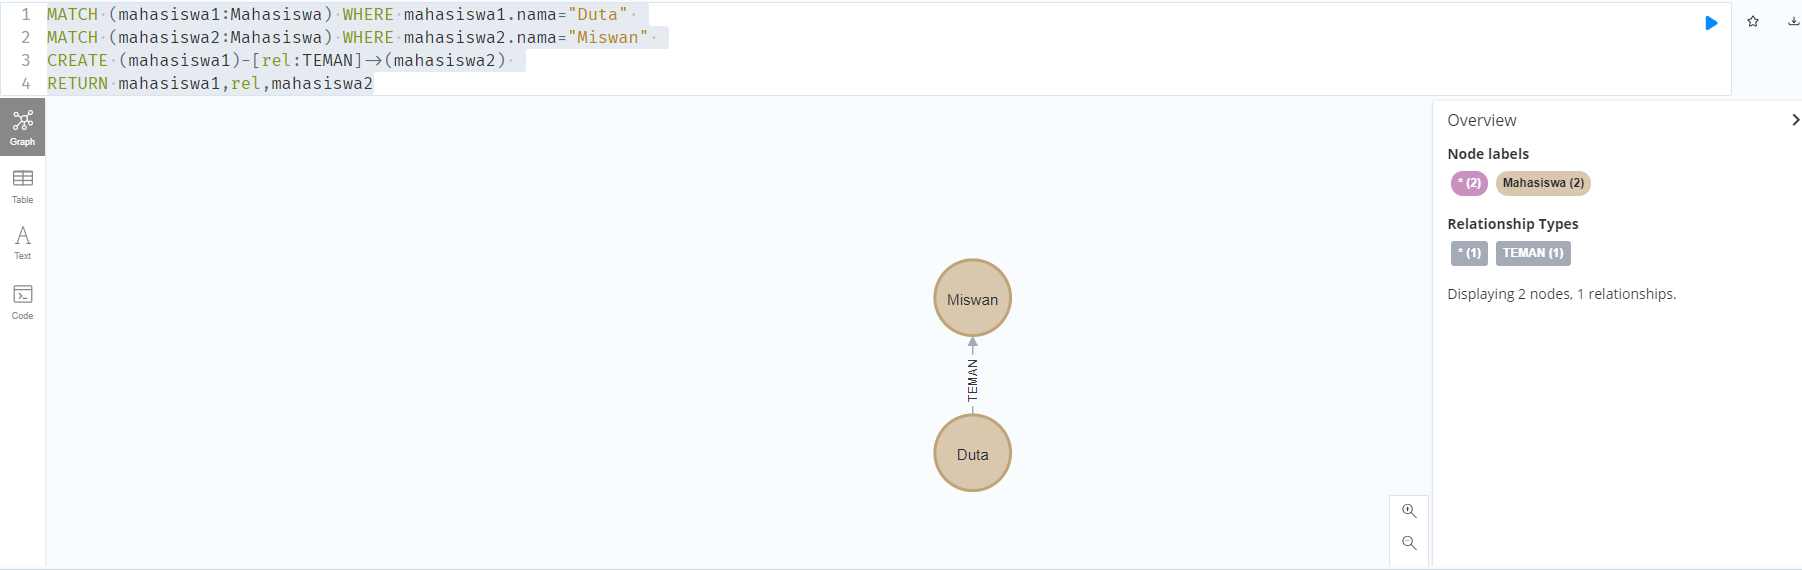 1 MATCH (mahasiswa1:Mahasiswa) WHERE mahasiswa1.nama="Duta"
2 MATCH (mahasiswa2:Mahasiswa) WHERE mahasiswa2.nama="Miswan"
3 CREATE (mahasiswa1)-[rel:TEMAN]->(mahasiswa2)
4 RETURN mahasiswa1,rel,mahasiswa2
Graph
Table
Text
Code
Miswan
TEMAN
Duta
Overview
Node labels
* (2) Mahasiswa (2)
Relationship Types
* (1) TEMAN (1)
Displaying 2 nodes, 1 relationships.